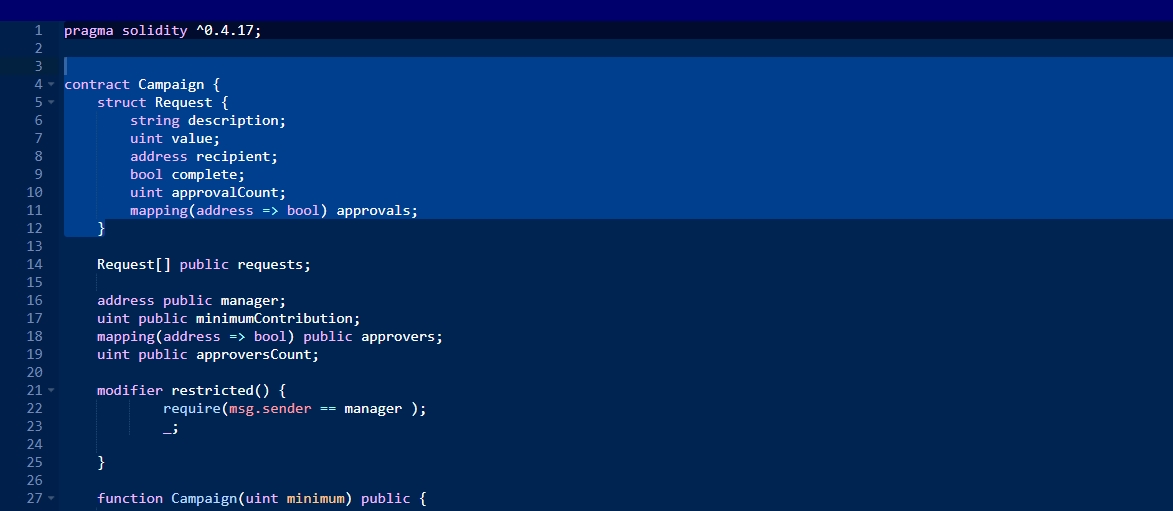 1 pragma solidity ^0.4.17;
2
3
4 contract Campaign {
5     struct Request {
6         string description;
7         uint value;
8         address recipient;
9         bool complete;
10         uint approvalCount;
11         mapping(address => bool) approvals;
12     }
13
14     Request[] public requests;
15
16     address public manager;
17     uint public minimumContribution;
18     mapping(address => bool) public approvers;
19     uint public approversCount;
20
21     modifier restricted() {
22             require(msg.sender == manager );
23             _;
24
25     }
26
27     function Campaign(uint minimum) public {